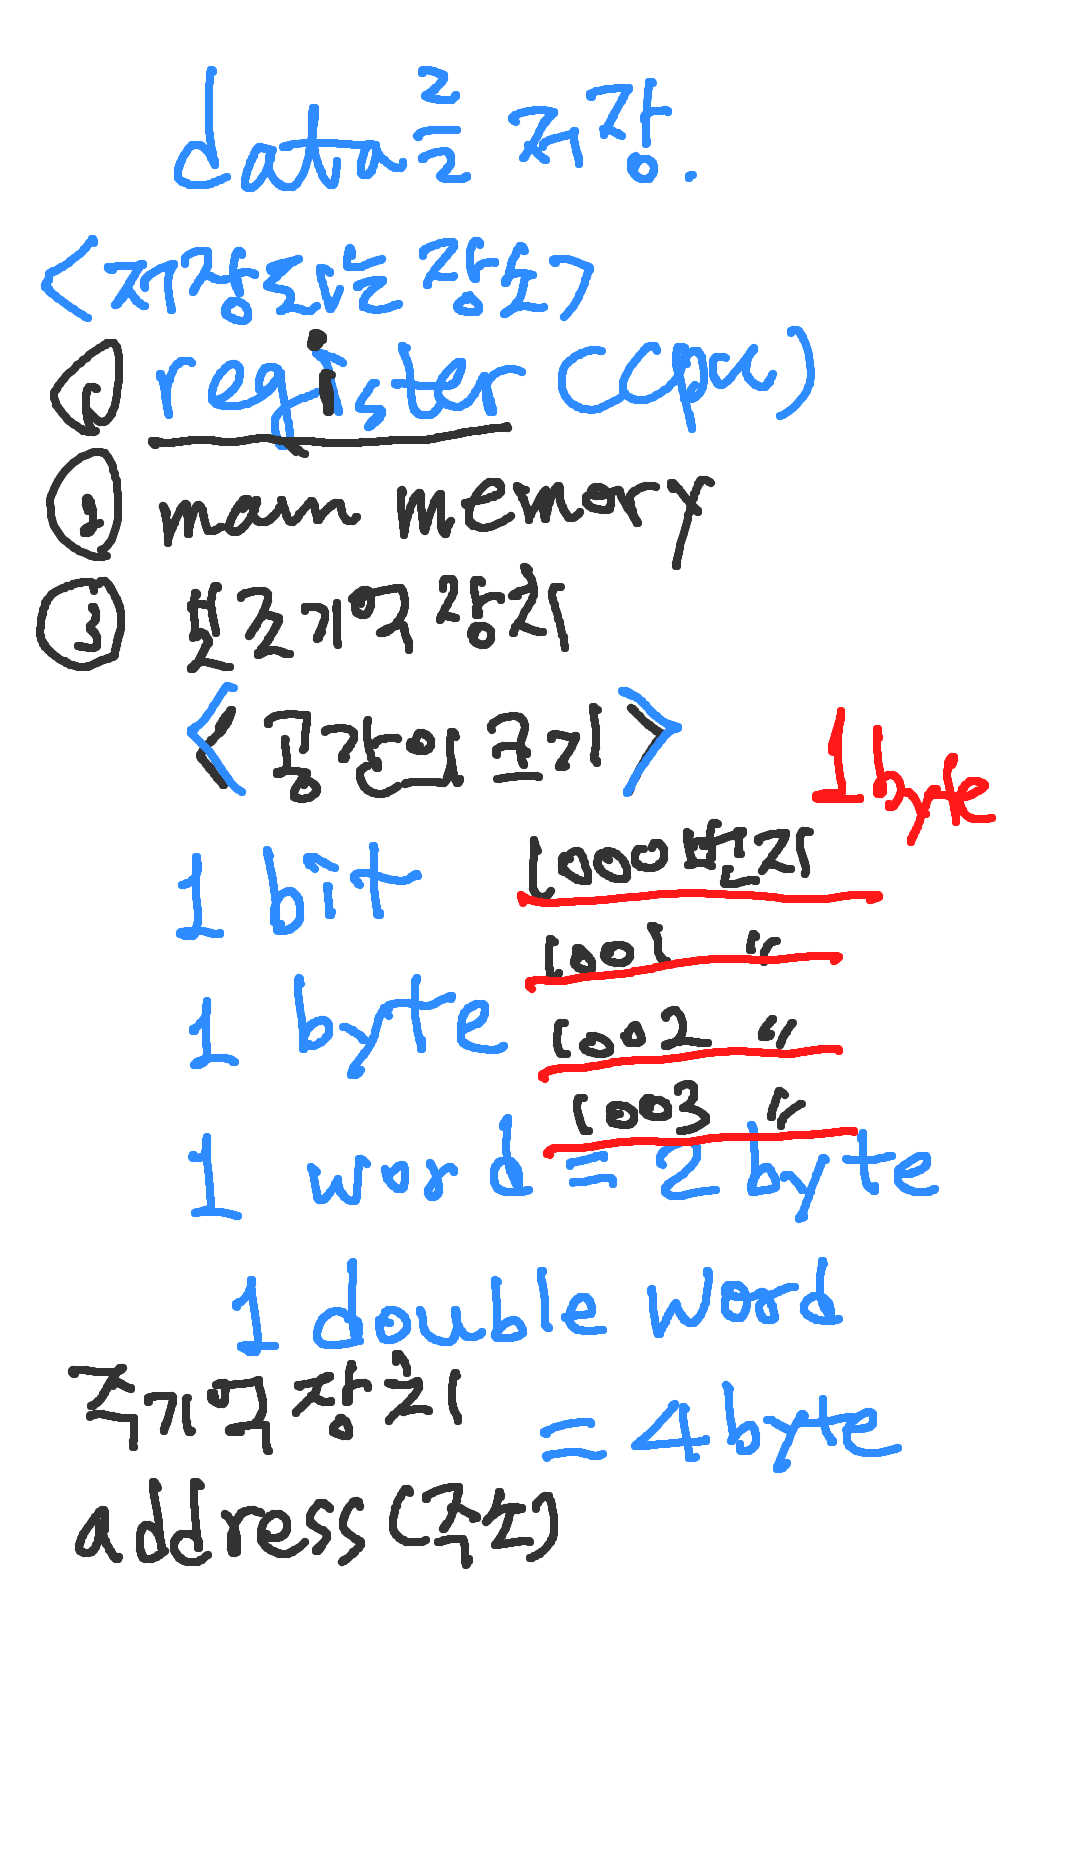 data를 저장.
<저장되는 장소>
① register (cpu)
② main memory
③ 보조기억장치
<공간의 크기>
1byte
1 bit
1000번지
1001 〃
1 byte
1002 〃
1003 〃
1 word = 2 byte
1 double word
= 4byte
주기억장치
address (주소)